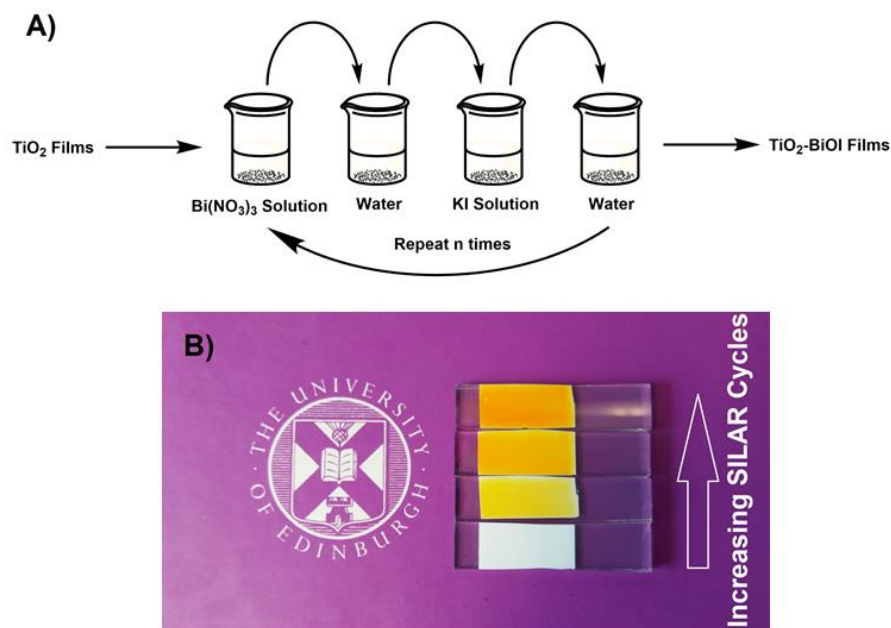 A)
TiO₂ Films
Bi(NO₃)₃ Solution
Water
KI Solution
Water
TiO₂-BiOI Films
Repeat n times
B)
THE UNIVERSITY
OF EDINBURGH
Increasing SILAR Cycles